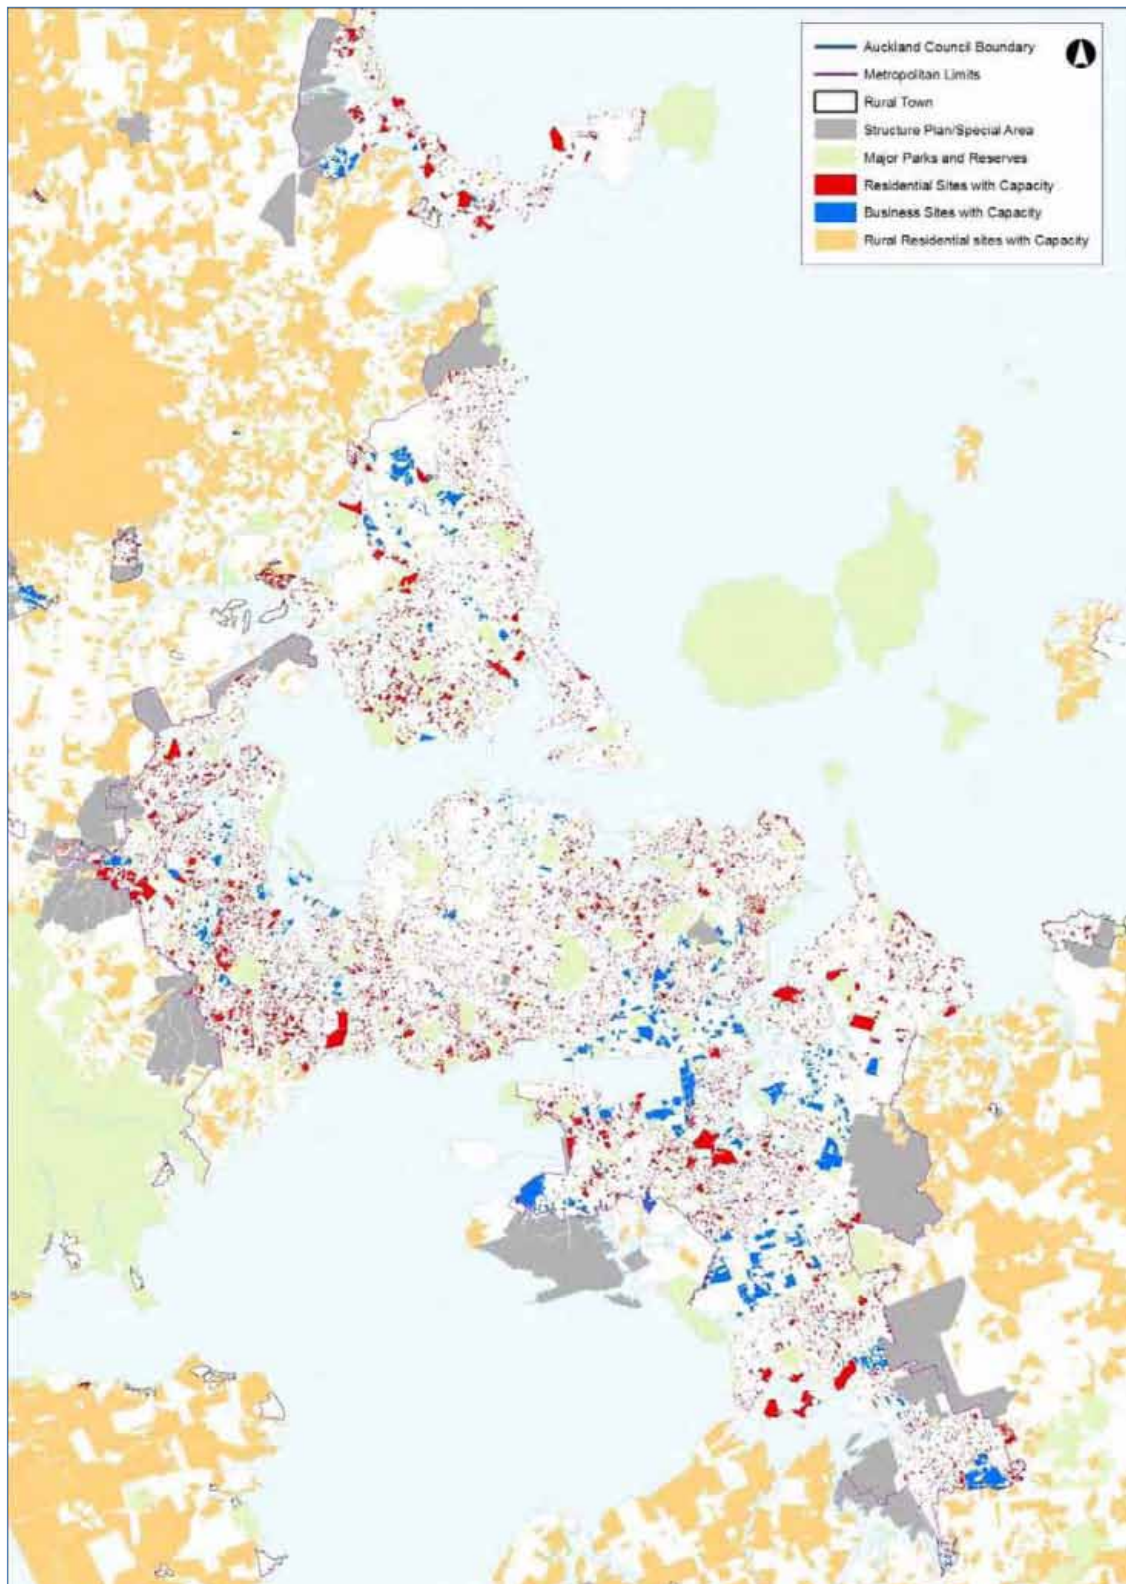 Auckland Council Boundary
Metropolitan Limits
Rural Town
Structure Plan/Special Area
Major Parks and Reserves
Residential Sites with Capacity
Business Sites with Capacity
Rural Residential sites with Capacity